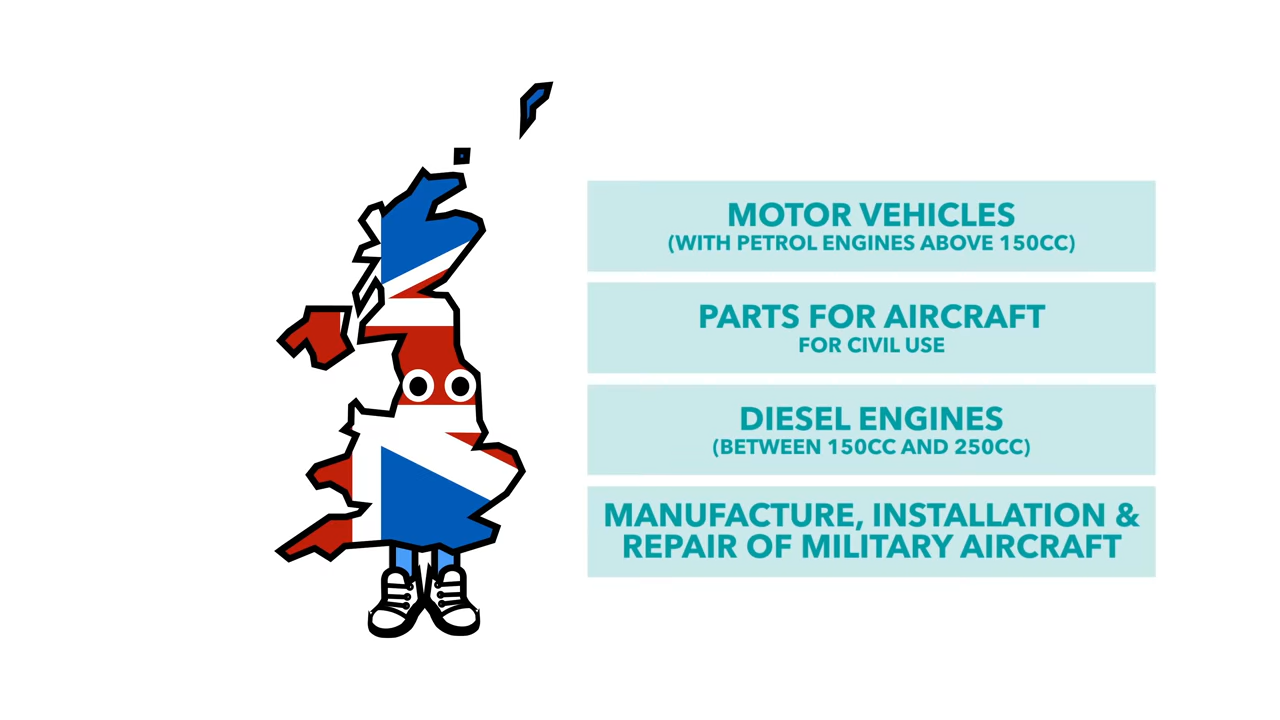 MOTOR VEHICLES
(WITH PETROL ENGINES ABOVE 150CC)
PARTS FOR AIRCRAFT
FOR CIVIL USE
DIESEL ENGINES
(BETWEEN 150CC AND 250CC)
MANUFACTURE, INSTALLATION &
REPAIR OF MILITARY AIRCRAFT